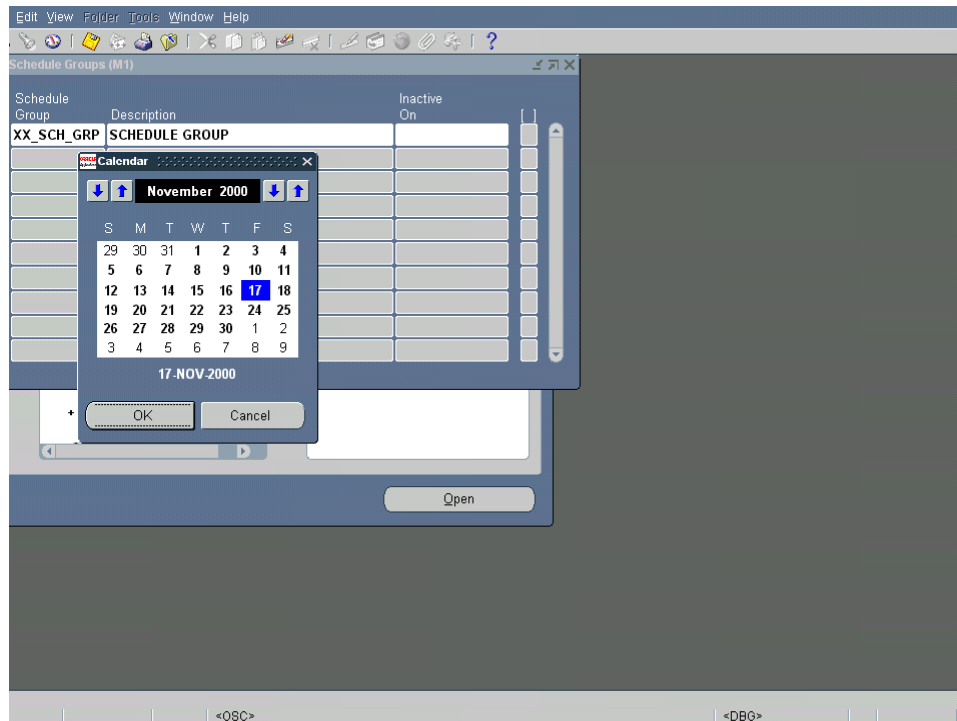 Edit View Folder Tools Window Help
?
Schedule Groups (M1)
Schedule Inactive
Group Description On [ ]
XX_SCH_GRP SCHEDULE GROUP
Calendar
November 2000
S M T W T F S
29 30 31 1 2 3 4
5 6 7 8 9 10 11
12 13 14 15 16 17 18
19 20 21 22 23 24 25
26 27 28 29 30 1 2
3 4 5 6 7 8 9
17-NOV-2000
+
OK Cancel
Open
<OSC> <DBG>